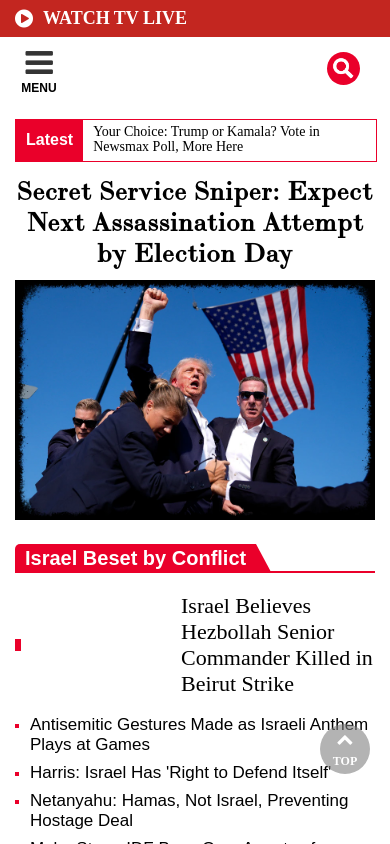 WATCH TV LIVE
MENU
Latest
Your Choice: Trump or Kamala? Vote in
Newsmax Poll, More Here
Secret Service Sniper: Expect
Next Assassination Attempt
by Election Day
Israel Beset by Conflict
Israel Believes
Hezbollah Senior
Commander Killed in
Beirut Strike
Antisemitic Gestures Made as Israeli Anthem
Plays at Games
TOP
Harris: Israel Has 'Right to Defend Itself'
Netanyahu: Hamas, Not Israel, Preventing
Hostage Deal